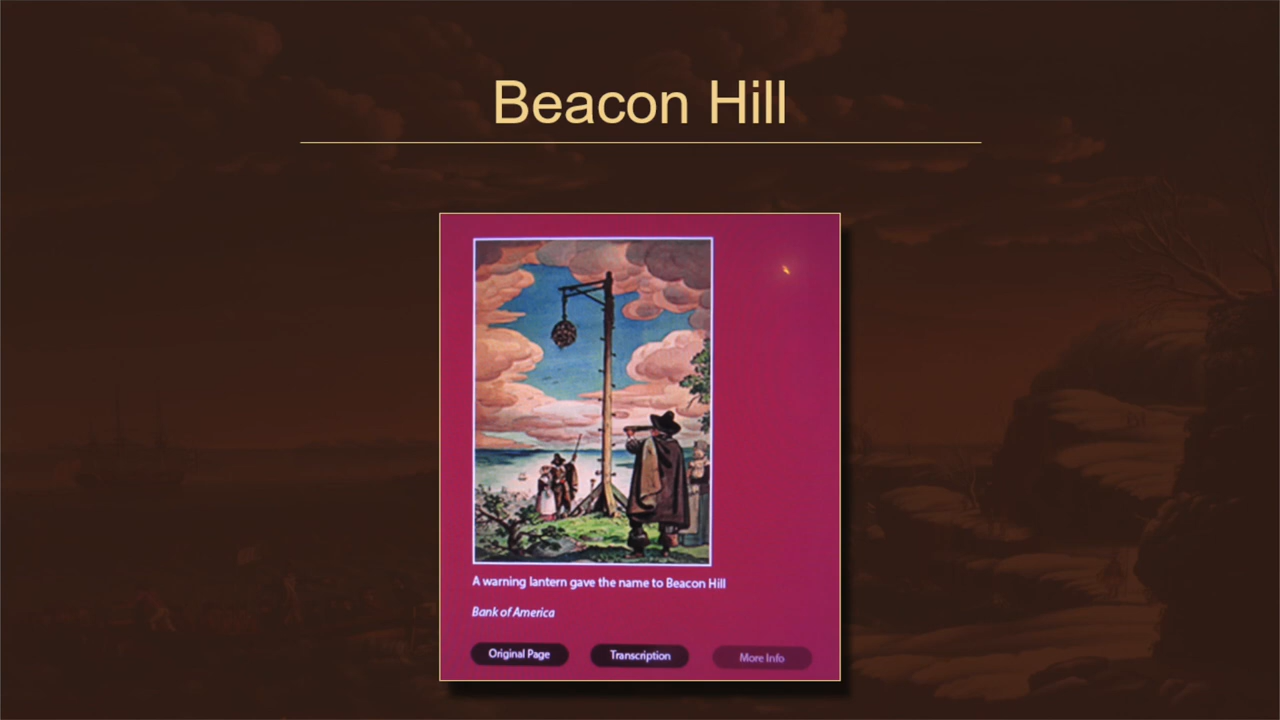 Beacon Hill
A warning lantern gave the name to Beacon Hill
Bank of America
Original Page
Transcription
More Info